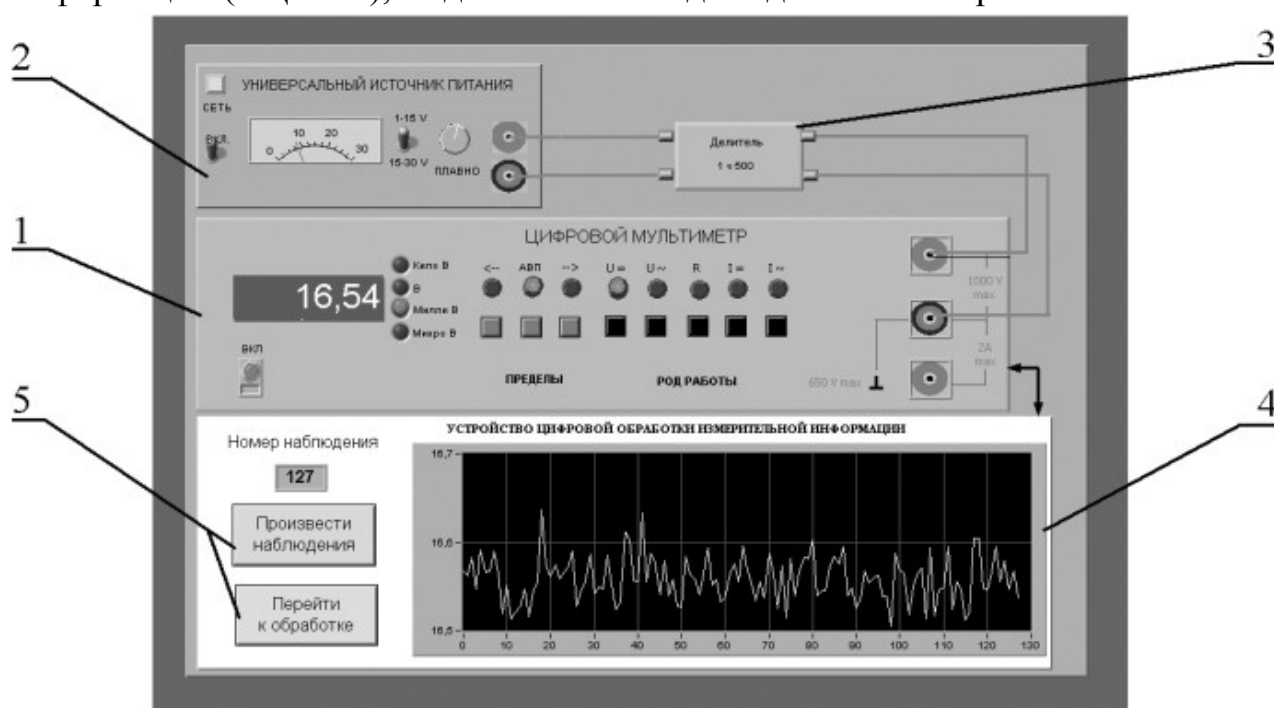 2
3
УНИВЕРСАЛЬНЫЙ ИСТОЧНИК ПИТАНИЯ
СЕТЬ
ВКЛ.
0 10 20 30
1-15 V
15-30 V
ПЛАВНО
Делитель
1 ч 500
1
ЦИФРОВОЙ МУЛЬТИМЕТР
16,54
Кило В
В
Милли В
Микро В
<-- АВП --> U= U~ R I= I~
ВКЛ
ПРЕДЕЛЫ
РОД РАБОТЫ
1000 V
max
2A
max
650 V max
5
4
Номер наблюдения
127
Произвести
наблюдения
Перейти
к обработке
УСТРОЙСТВО ЦИФРОВОЙ ОБРАБОТКИ ИЗМЕРИТЕЛЬНОЙ ИНФОРМАЦИИ
16,7
16,6
16,5
0 10 20 30 40 50 60 70 80 90 100 110 120 130